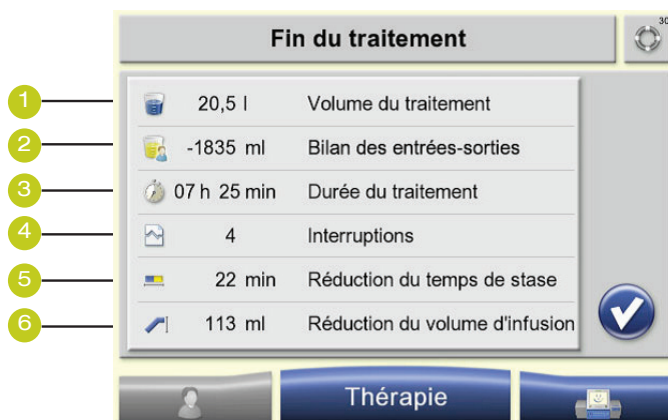 Fin du traitement
30
1 20,5 l Volume du traitement
2 -1835 ml Bilan des entrées-sorties
3 07 h 25 min Durée du traitement
4 4 Interruptions
5 22 min Réduction du temps de stase
6 113 ml Réduction du volume d'infusion
Thérapie